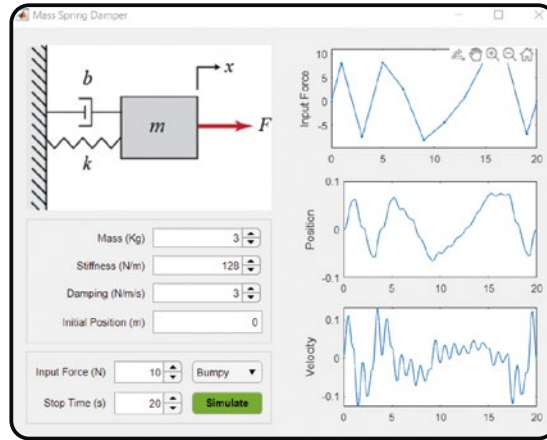 Mass Spring Damper
b
x
m
F
k
Mass (Kg) 3
Stiffness (N/m) 128
Damping (N/m/s) 3
Initial Position (m) 0
Input Force (N) 10 Bumpy
Stop Time (s) 20 Simulate
Input Force
10
5
0
-5
0 5 10 15 20
Position
0.1
0
-0.1
0 5 10 15 20
Velocity
0.1
0
-0.1
0 5 10 15 20